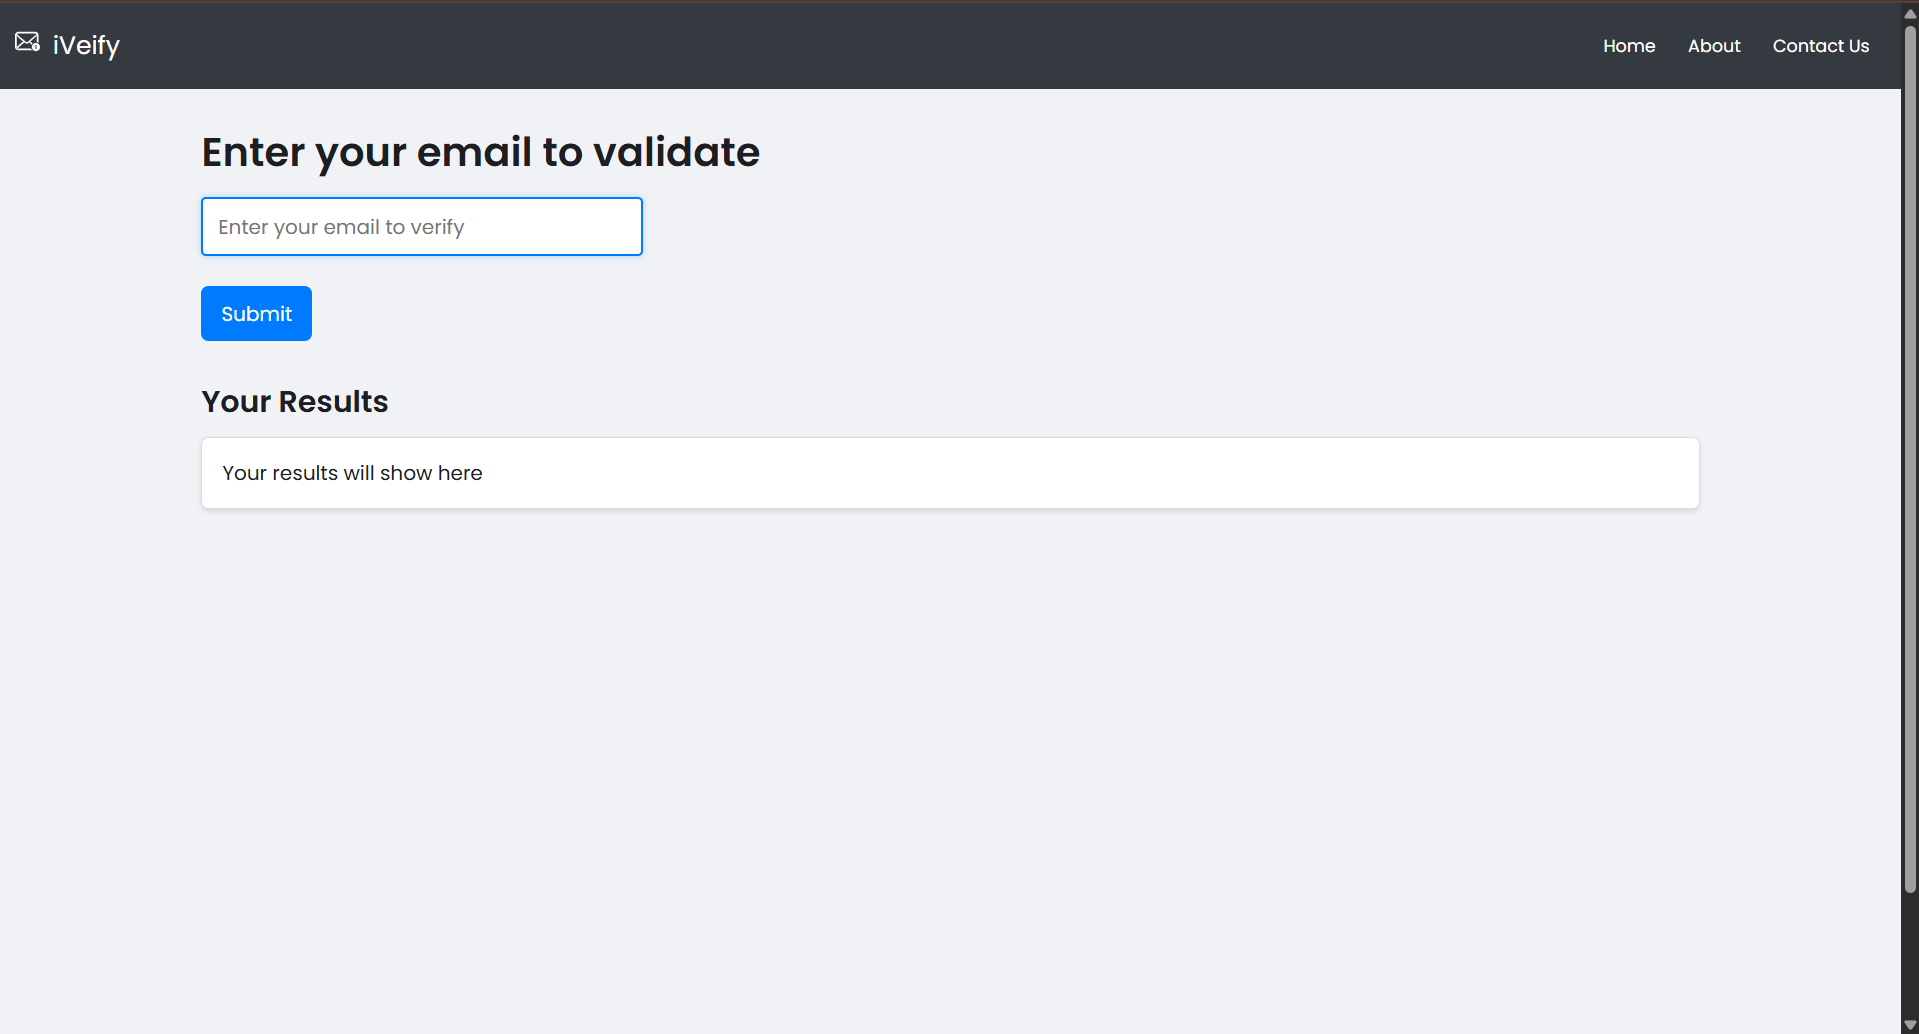 iVeify
Home
About
Contact Us
Enter your email to validate
Enter your email to verify
Submit
Your Results
Your results will show here